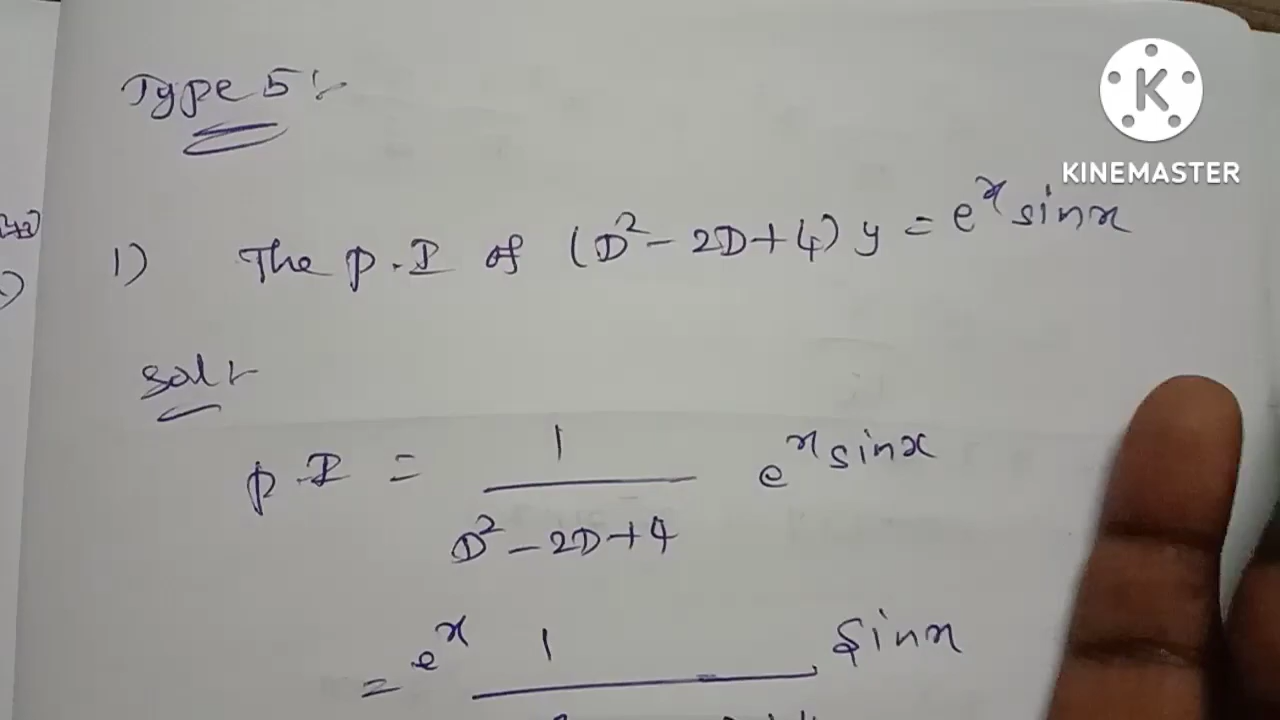 Type 5:-
KINEMASTER
1) The P.I of (D² - 2D + 4) y = eˣ sinx
Sol:-
P.I = 1 / (D² - 2D + 4) eˣ sinx
= eˣ 1 / Sinx